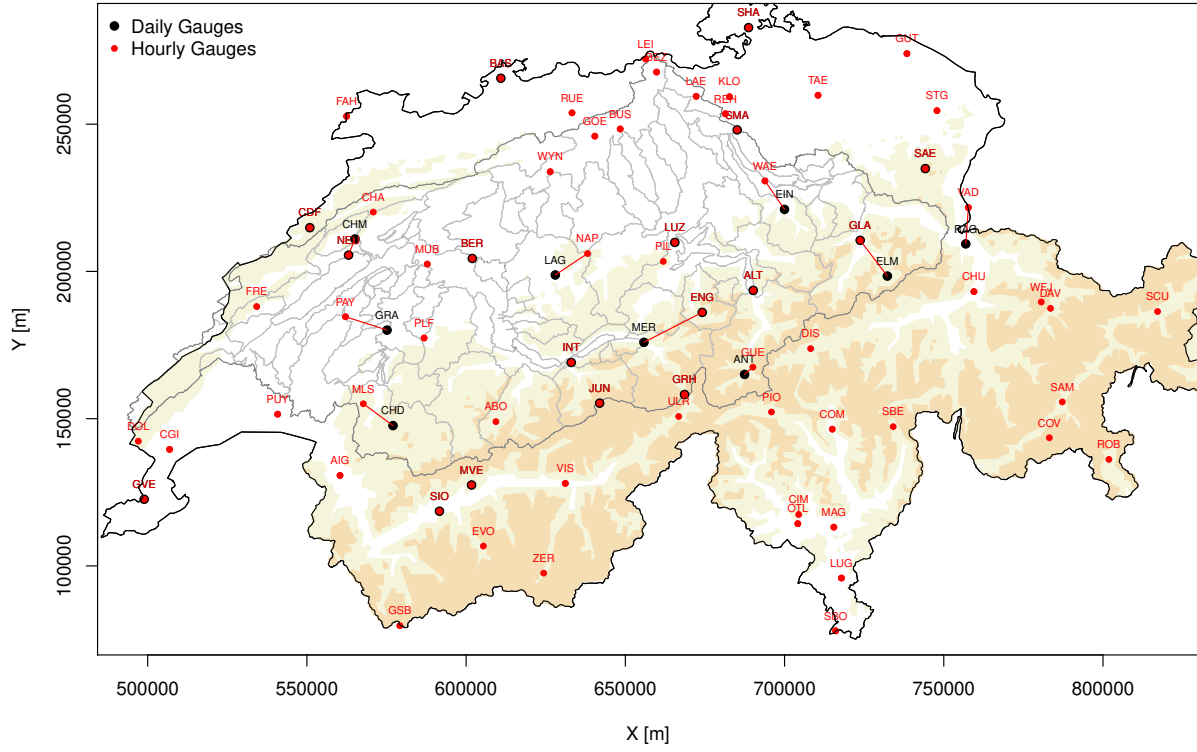 Daily Gauges
Hourly Gauges
SHA
GUT
LEI
BAS
BEZ
LAE
KLO
TAE
FAH
RUE
REH
STG
GOE
BUS
SMA
WYN
SAE
WAE
EIN
VAD
CHA
CDF
CHM
NEU
BER
LUZ
GLA
RAG
MUB
NAP
PIL
LAG
ELM
ALT
CHU
WFJ
DAV
SCU
FRE
PAY
GRA
ENG
PLF
MER
DIS
INT
GUE
ANT
MLS
JUN
GRH
SAM
PUY
CHD
ABO
ULR
PIO
COM
SBE
COV
DOL
CGI
ROB
AIG
MVE
VIS
GVE
SIO
CIM
OTL
MAG
EVO
ZER
LUG
GSB
SBO
Y [m]
250000
200000
150000
100000
500000 550000 600000 650000 700000 750000 800000
X [m]